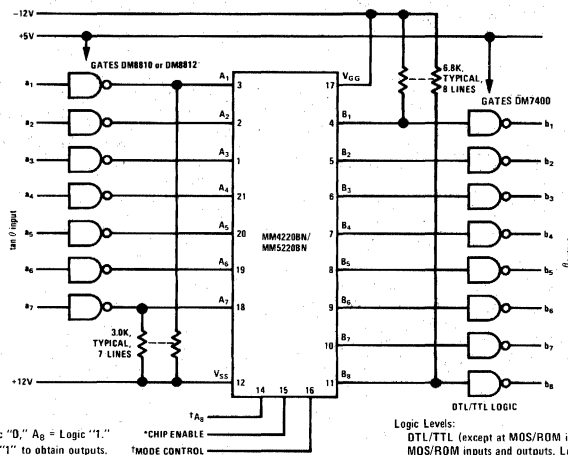 −12V
+5V
GATES DM8810 or DM8812
6.8K,
TYPICAL,
8 LINES
GATES DM7400
VGG
17
a1
A1
3
B1
4
b1
a2
A2
2
B2
5
b2
a3
A3
1
B3
6
b3
a4
A4
21
B4
7
b4
tan θ input
MM4220BN/
MM5220BN
a5
A5
20
B5
8
b5
a6
A6
19
B6
9
b6
a7
A7
18
B7
10
b7
3.0K,
TYPICAL,
7 LINES
+12V
VSS
12
B8
11
b8
14
15
16
DTL/TTL LOGIC
†A8
*CHIP ENABLE
†MODE CONTROL
"0," A8 = Logic "1."
"1" to obtain outputs.
Logic Levels:
DTL/TTL (except at MOS/ROM
MOS/ROM inputs and outputs.